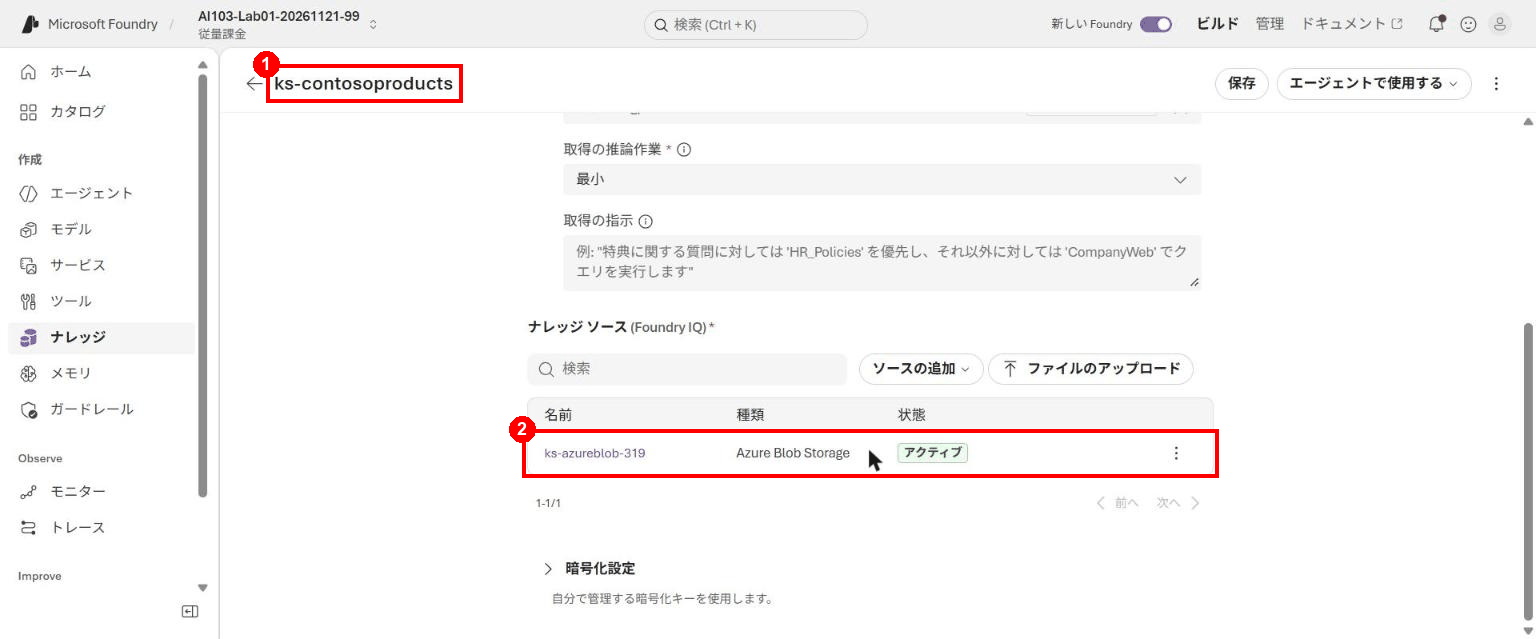 Microsoft Foundry
/
AI103-Lab01-20261121-99
従量課金
検索 (Ctrl + K)
新しい Foundry
ビルド
管理
ドキュメント
ホーム
カタログ
作成
エージェント
モデル
サービス
ツール
ナレッジ
メモリ
ガードレール
Observe
モニター
トレース
Improve
1
ks-contosoproducts
保存
エージェントで使用する
取得の推論作業 *
最小
取得の指示
例: "特典に関する質問に対しては 'HR_Policies' を優先し、それ以外に対しては 'CompanyWeb' でク
エリを実行します"
ナレッジ ソース (Foundry IQ) *
検索
ソースの追加
ファイルのアップロード
名前 種類 状態
2
ks-azureblob-319 Azure Blob Storage アクティブ
1-1/1
前へ 次へ
暗号化設定
自分で管理する暗号化キーを使用します。